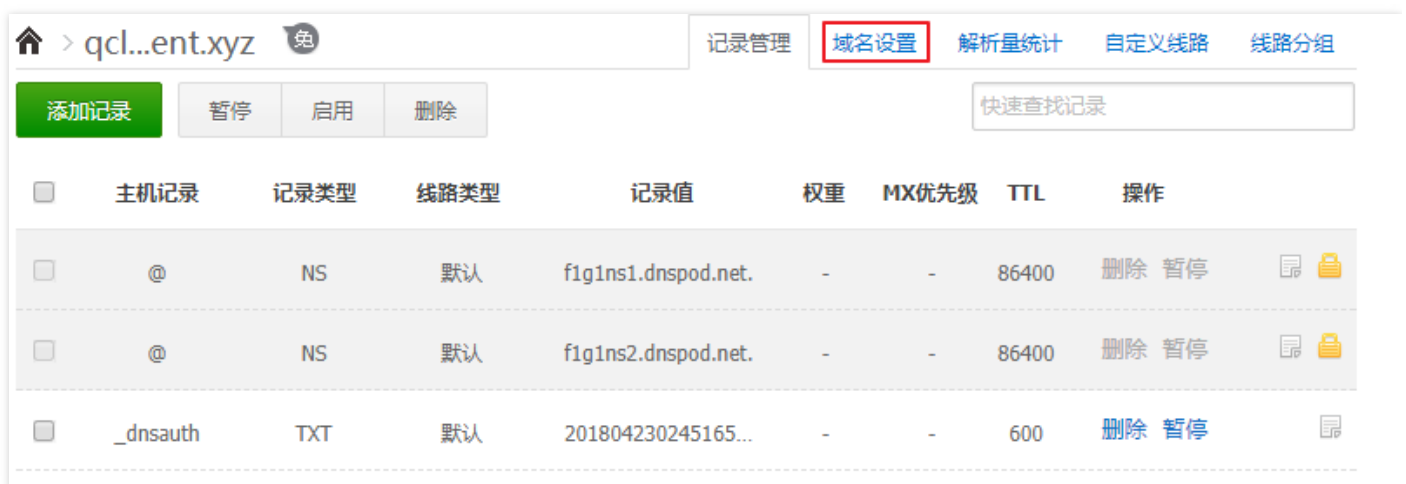 > qcl...ent.xyz 免 记录管理 域名设置 解析量统计 自定义线路 线路分组
添加记录 暂停 启用 删除 快速查找记录
主机记录 记录类型 线路类型 记录值 权重 MX优先级 TTL 操作
@ NS 默认 f1g1ns1.dnspod.net. - - 86400 删除 暂停
@ NS 默认 f1g1ns2.dnspod.net. - - 86400 删除 暂停
_dnsauth TXT 默认 201804230245165... - - 600 删除 暂停